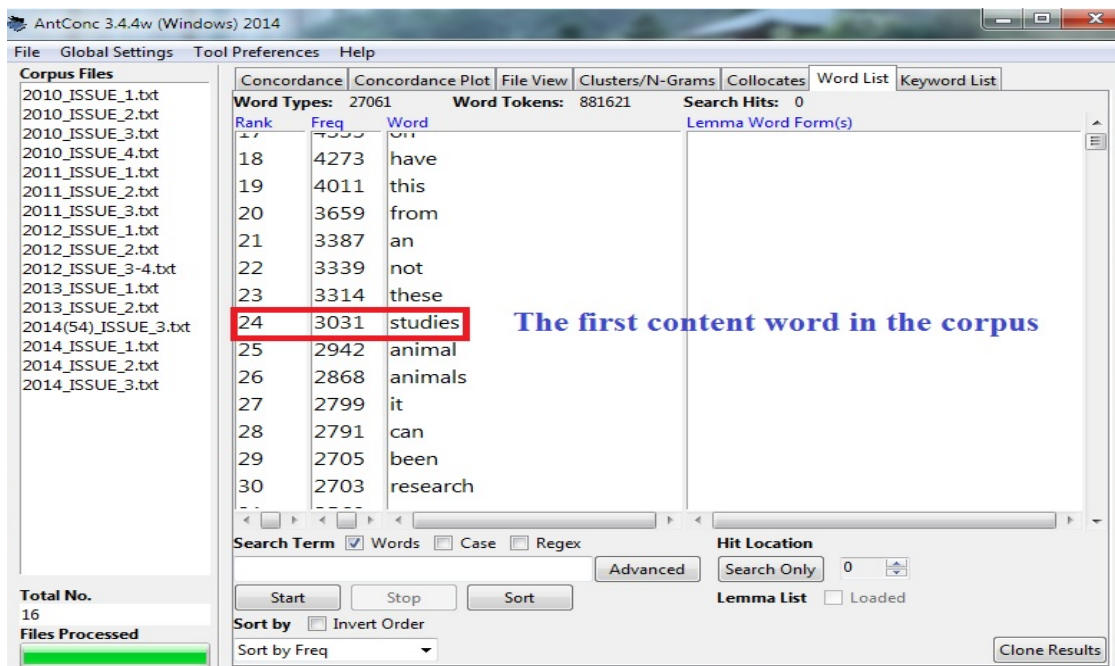 AntConc 3.4.4w (Windows) 2014
File Global Settings Tool Preferences Help
Corpus Files
2010_ISSUE_1.txt
2010_ISSUE_2.txt
2010_ISSUE_3.txt
2010_ISSUE_4.txt
2011_ISSUE_1.txt
2011_ISSUE_2.txt
2011_ISSUE_3.txt
2012_ISSUE_1.txt
2012_ISSUE_2.txt
2012_ISSUE_3-4.txt
2013_ISSUE_1.txt
2013_ISSUE_2.txt
2014(54)_ISSUE_3.txt
2014_ISSUE_1.txt
2014_ISSUE_2.txt
2014_ISSUE_3.txt
Total No.
16
Files Processed
Concordance Concordance Plot File View Clusters/N-Grams Collocates Word List Keyword List
Word Types: 27061 Word Tokens: 881621 Search Hits: 0
Rank Freq Word Lemma Word Form(s)
18 4273 have
19 4011 this
20 3659 from
21 3387 an
22 3339 not
23 3314 these
24 3031 studies The first content word in the corpus
25 2942 animal
26 2868 animals
27 2799 it
28 2791 can
29 2705 been
30 2703 research
Search Term Words Case Regex Hit Location
Advanced Search Only 0
Start Stop Sort Lemma List Loaded
Sort by Invert Order
Sort by Freq Clone Results